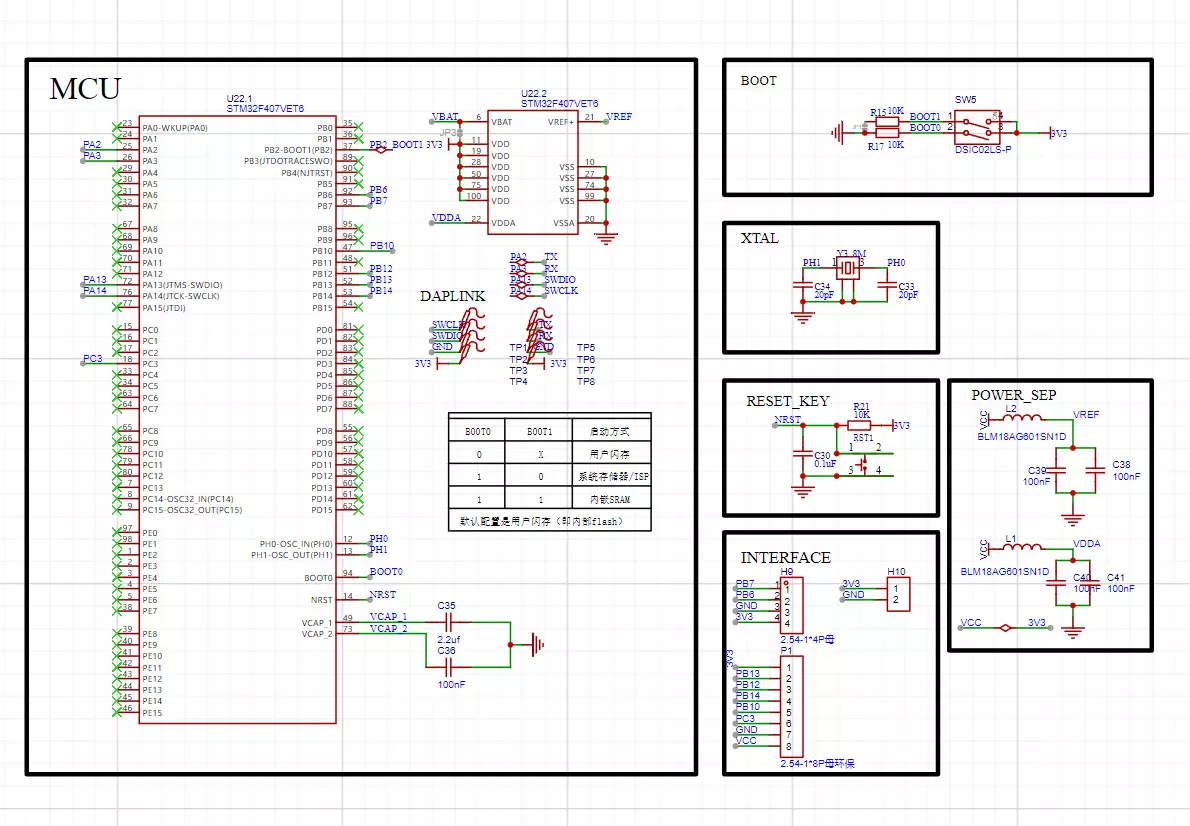 MCU
U22.1
STM32F407VET6
23 PA0-WKUP(PA0)
24 PA1
PA2 25 PA2
PA3 26 PA3
29 PA4
30 PA5
31 PA6
32 PA7
67 PA8
68 PA9
69 PA10
70 PA11
71 PA12
PA13 72 PA13(JTMS-SWDIO)
PA14 76 PA14(JTCK-SWCLK)
77 PA15(JTDI)
15 PC0
16 PC1
17 PC2
PC3 18 PC3
33 PC4
34 PC5
63 PC6
64 PC7
65 PC8
66 PC9
78 PC10
79 PC11
80 PC12
7 PC13
8 PC14-OSC32_IN(PC14)
9 PC15-OSC32_OUT(PC15)
97 PE0
98 PE1
1 PE2
2 PE3
3 PE4
4 PE5
5 PE6
38 PE7
39 PE8
40 PE9
41 PE10
42 PE11
43 PE12
44 PE13
45 PE14
46 PE15
PB0 35
PB1 36
PB2-BOOT1(PB2) 37 PB2 BOOT1
PB3(JTDOTRACESWO) 89
PB4(NJTRST) 90
PB5 91
PB6 92 PB6
PB7 93 PB7
PB8 95
PB9 96
PB10 47 PB10
PB11 48
PB12 51 PB12
PB13 52 PB13
PB14 53 PB14
PB15 54
PD0 81
PD1 82
PD2 83
PD3 84
PD4 85
PD5 86
PD6 87
PD7 88
PD8 55
PD9 56
PD10 57
PD11 58
PD12 59
PD13 60
PD14 61
PD15 62
PH0-OSC_IN(PH0) 12 PH0
PH1-OSC_OUT(PH1) 13 PH1
BOOT0 94 BOOT0
NRST 14 NRST
VCAP_1 49 VCAP_1
VCAP_2 73 VCAP_2
C35
2.2uf
C36
100nF
U22.2
STM32F407VET6
VBAT 6 VBAT
JP3
3V3 11 VDD
19 VDD
28 VDD
50 VDD
75 VDD
100 VDD
VDDA 22 VDDA
VREF+ 21 VREF
VSS 10
VSS 27
VSS 74
VSS 99
VSSA 20
PA2 TX
PA3 RX
PA13 SWDIO
PA14 SWCLK
DAPLINK
SWCLK
SWDIO
GND
3V3
TX
RX
GND
3V3
TP1
TP2
TP3
TP4
TP5
TP6
TP7
TP8
BOOT0 BOOT1 启动方式
0 X 用户闪存
1 0 系统存储器/ISP
1 1 内嵌SRAM
默认配置是用户闪存（即内部flash）
BOOT
SW5
R15 10K BOOT1 1 4
BOOT0 2 3
R17 10K
3V3
DSIC02LS-P
XTAL
Y3 8M
PH1 1 3 PH0
C34
20pF
C33
20pF
RESET_KEY
NRST
R21
10K
3V3
RST1
1 2
3 4
C30
0.1uF
POWER_SEP
VCC L2 VREF
BLM18AG601SN1D
C39
100nF
C38
100nF
VCC L1 VDDA
BLM18AG601SN1D
C40
100nF
C41
100nF
VCC 3V3
INTERFACE
H9
PB7 1 1
PB6 2 2
GND 3 3
3V3 4 4
2.54-1*4P母
H10
3V3 1
GND 2
P1
3V3 1
PB13 2
PB12 3
PB14 4
PB10 5
PC3 6
GND 7
VCC 8
2.54-1*8P母环保